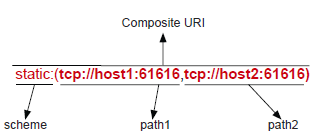 Composite URI
static:(tcp://host1:61616,tcp://host2:61616)
scheme path1 path2